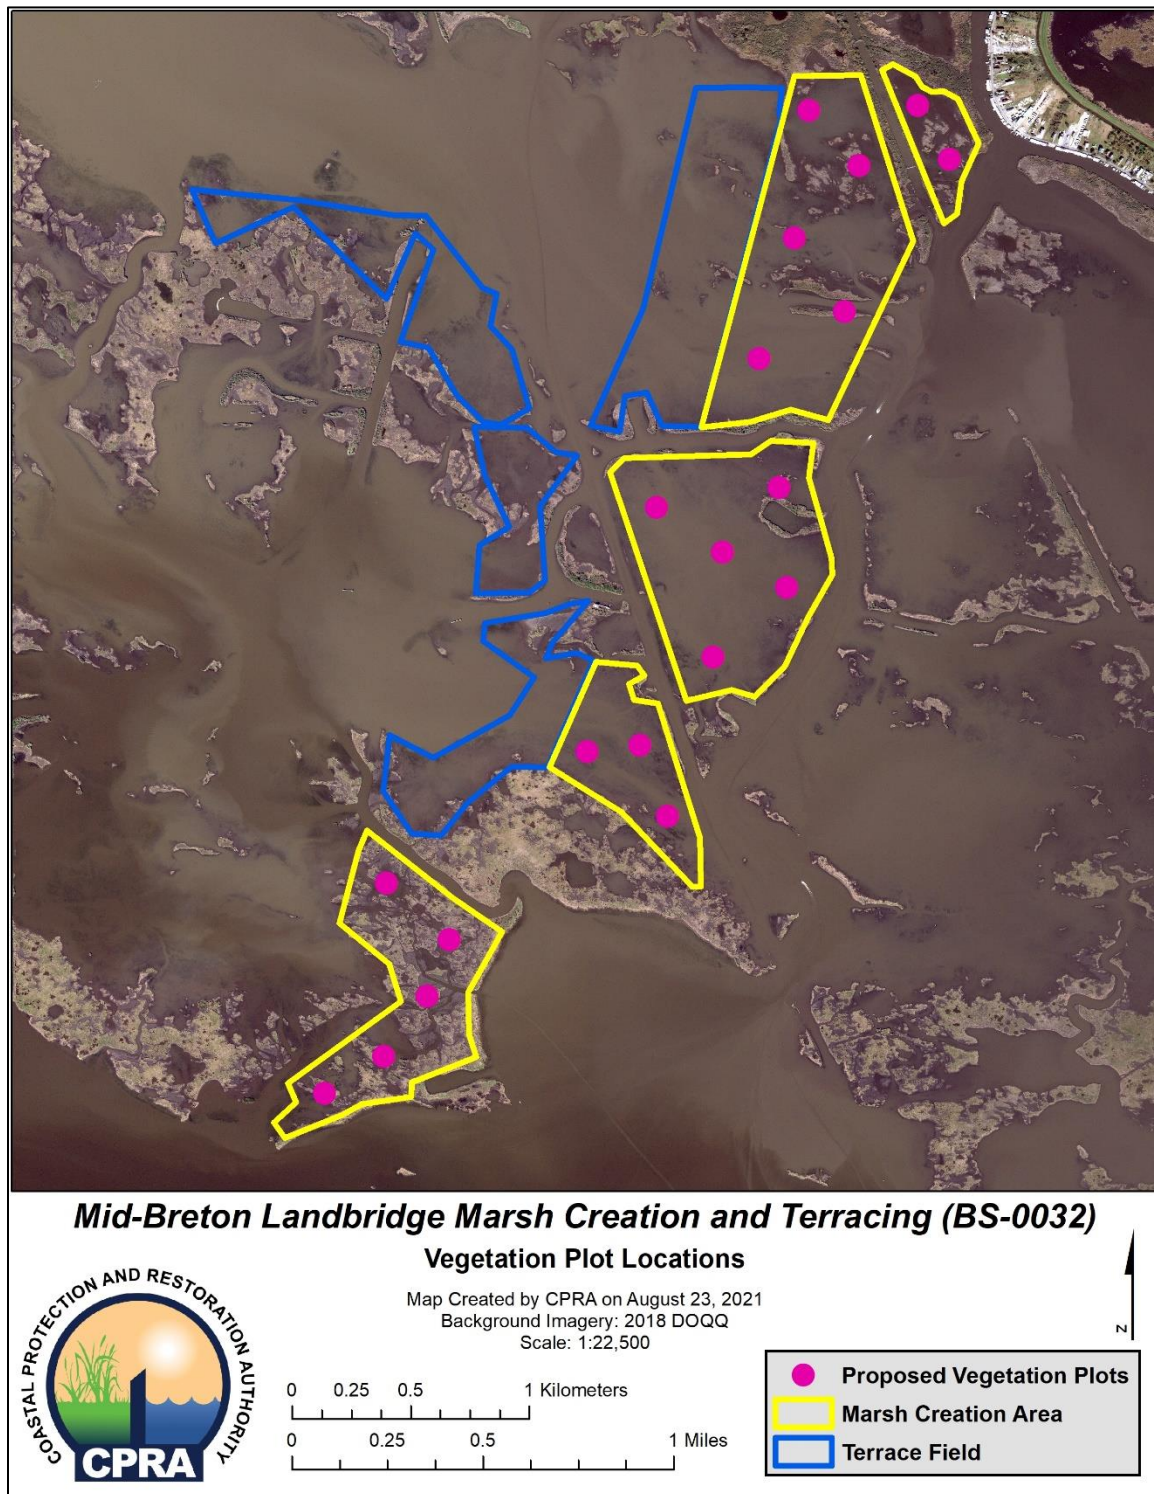 Mid-Breton Landbridge Marsh Creation and Terracing (BS-0032)
Vegetation Plot Locations
Map Created by CPRA on August 23, 2021
Background Imagery: 2018 DOQQ
Scale: 1:22,500
COASTAL PROTECTION AND RESTORATION AUTHORITY
CPRA
0 0.25 0.5 1 Kilometers
0 0.25 0.5 1 Miles
N
Proposed Vegetation Plots
Marsh Creation Area
Terrace Field